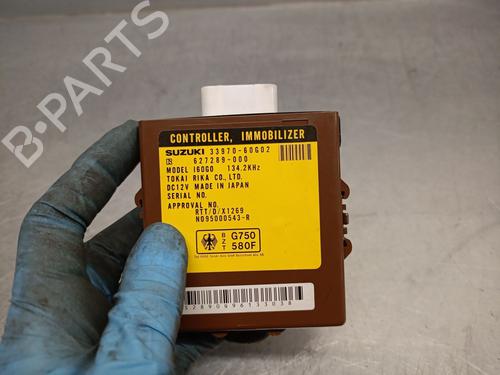 CONTROLLER, IMMOBILIZER
SUZUKI 33970-60G02
627289-000
MODEL I60G0 134.2KHz
TOKAI RIKA CO., LTD.
DC12V MADE IN JAPAN
SERIAL NO.
APPROVAL NO.
RTT/D/X1269
NO95000543-R
B Z T
G750
580F
B-PARTS